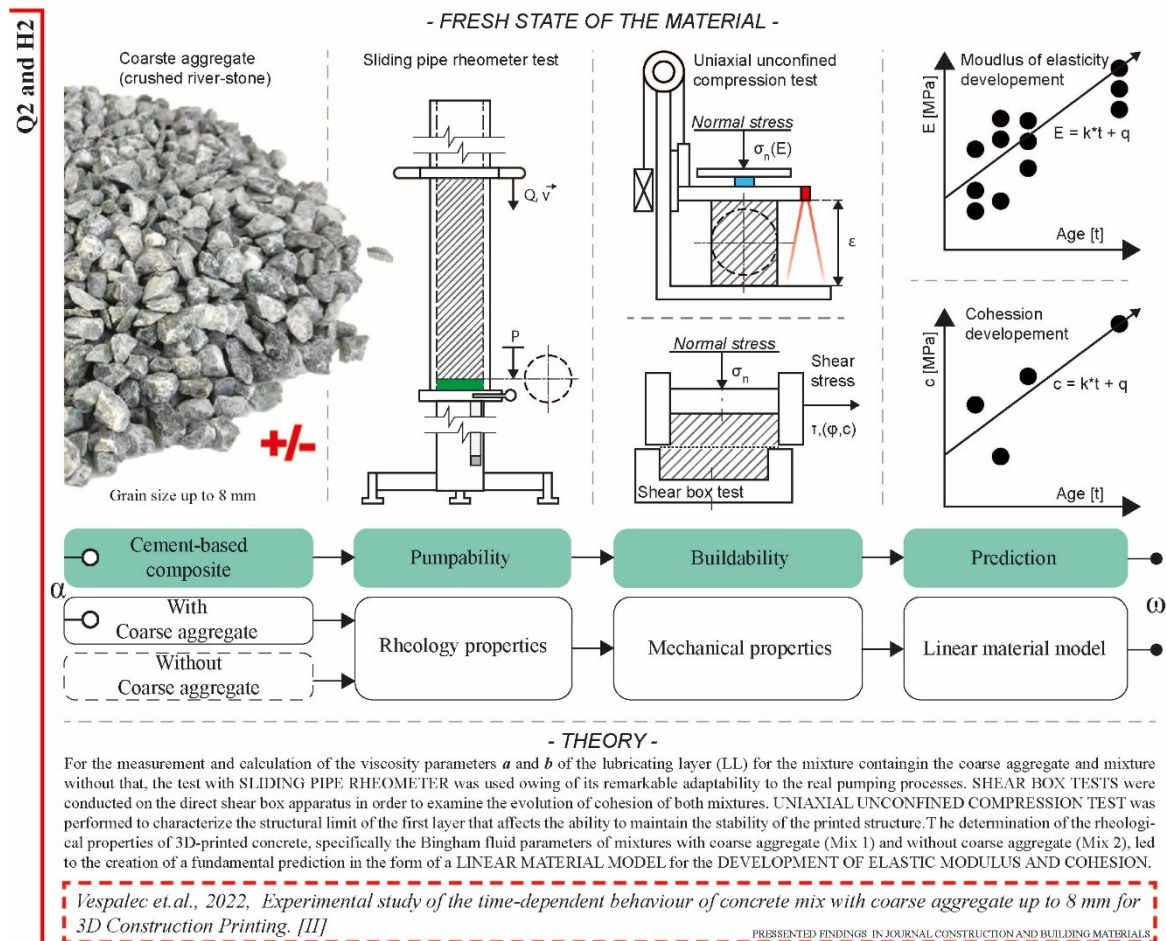 Q2 and H2
- FRESH STATE OF THE MATERIAL -
Coarste aggregate
(crushed river-stone)
+/-
Grain size up to 8 mm
Sliding pipe rheometer test
Q, v
P
Uniaxial unconfined
compression test
Normal stress
σn(E)
ε
Normal stress
σn
Shear
stress
τ,(φ,c)
Shear box test
Moudlus of elasticity
developement
E [MPa]
E = k*t + q
Age [t]
Cohession
developement
c [MPa]
c = k*t + q
Age [t]
α
Cement-based
composite
Pumpability
Buildability
Prediction
ω
With
Coarse aggregate
Without
Coarse aggregate
Rheology properties
Mechanical properties
Linear material model
- THEORY -
For the measurement and calculation of the viscosity parameters a and b of the lubricating layer (LL) for the mixture containgin the coarse aggregate and mixture
without that, the test with SLIDING PIPE RHEOMETER was used owing of its remarkable adaptability to the real pumping processes. SHEAR BOX TESTS were
conducted on the direct shear box apparatus in order to examine the evolution of cohesion of both mixtures. UNIAXIAL UNCONFINED COMPRESSION TEST was
performed to characterize the structural limit of the first layer that affects the ability to maintain the stability of the printed structure.The determination of the rheologi-
cal properties of 3D-printed concrete, specifically the Bingham fluid parameters of mixtures with coarse aggregate (Mix 1) and without coarse aggregate (Mix 2), led
to the creation of a fundamental prediction in the form of a LINEAR MATERIAL MODEL for the DEVELOPMENT OF ELASTIC MODULUS AND COHESION.
Vespalec et.al., 2022, Experimental study of the time-dependent behaviour of concrete mix with coarse aggregate up to 8 mm for
3D Construction Printing. [II]
PRESSENTED FINDINGS IN JOURNAL CONSTRUCTION AND BUILDING MATERIALS